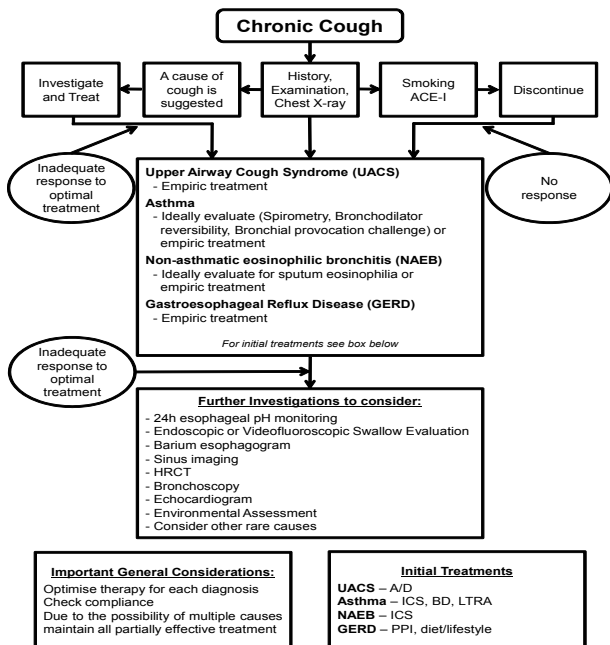 Chronic Cough
Investigate
and Treat
A cause of
cough is
suggested
History,
Examination,
Chest X-ray
Smoking
ACE-I
Discontinue
Inadequate
response to
optimal
treatment
No
response
Upper Airway Cough Syndrome (UACS)
- Empiric treatment
Asthma
- Ideally evaluate (Spirometry, Bronchodilator
reversibility, Bronchial provocation challenge) or
empiric treatment
Non-asthmatic eosinophilic bronchitis (NAEB)
- Ideally evaluate for sputum eosinophilia or
empiric treatment
Gastroesophageal Reflux Disease (GERD)
- Empiric treatment
For initial treatments see box below
Inadequate
response to
optimal
treatment
Further Investigations to consider:
- 24h esophageal pH monitoring
- Endoscopic or Videofluoroscopic Swallow Evaluation
- Barium esophagogram
- Sinus imaging
- HRCT
- Bronchoscopy
- Echocardiogram
- Environmental Assessment
- Consider other rare causes
Important General Considerations:
Optimise therapy for each diagnosis
Check compliance
Due to the possibility of multiple causes
maintain all partially effective treatment
Initial Treatments
UACS – A/D
Asthma – ICS, BD, LTRA
NAEB – ICS
GERD – PPI, diet/lifestyle